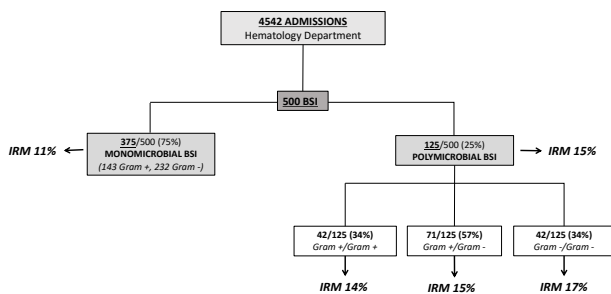 4542 ADMISSIONS
Hematology Department
500 BSI
IRM 11%
375/500 (75%)
MONOMICROBIAL BSI
(143 Gram +, 232 Gram -)
125/500 (25%)
POLYMICROBIAL BSI
IRM 15%
42/125 (34%)
Gram +/Gram +
71/125 (57%)
Gram +/Gram -
42/125 (34%)
Gram -/Gram -
IRM 14%
IRM 15%
IRM 17%